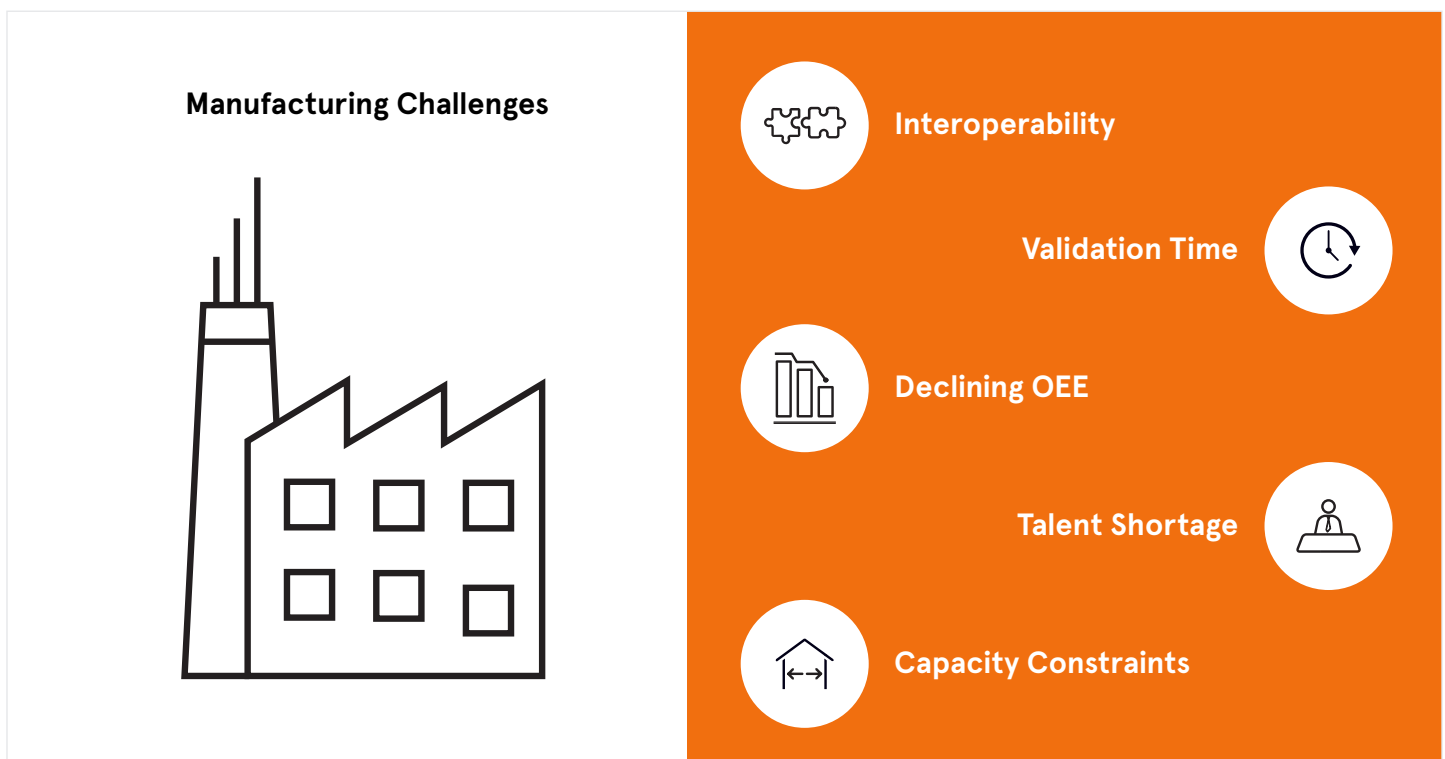 Manufacturing Challenges
Interoperability
Validation Time
Declining OEE
Talent Shortage
Capacity Constraints